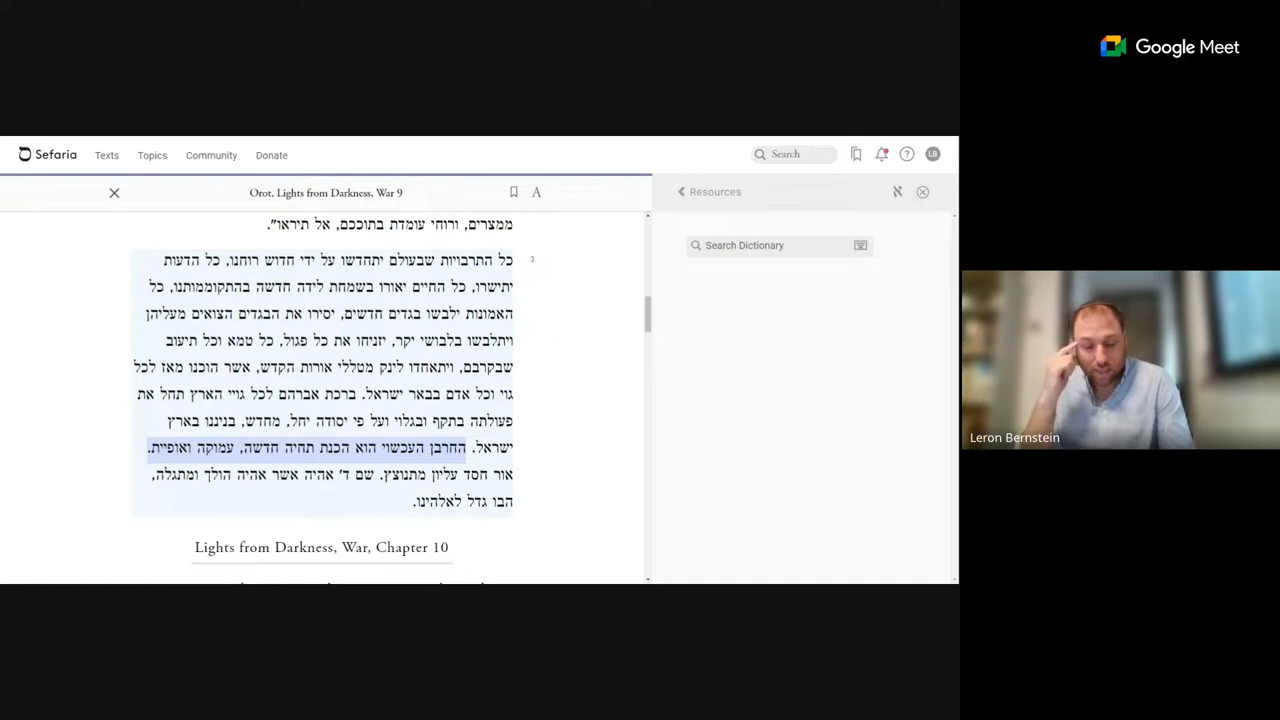 Google Meet
Sefaria
Texts
Topics
Community
Donate
Search
LB
Orot, Lights from Darkness, War 9
A
Resources
Search Dictionary
ממצרים, ורוחי עומדת בתוככם, אל תיראו".
3
כל התרבויות שבעולם יתחדשו על ידי חדוש רוחנו, כל הדעות
יתישרו, כל החיים יאורו בשמחת לידה חדשה בהתקוממותנו, כל
האמונות ילבשו בגדים חדשים, יסירו את הבגדים הצואים מעליהן
ויתלבשו בלבושי יקר, יזניחו את כל פגול, כל טמא וכל תיעוב
שבקרבם, ויתאחדו לינק מטללי אורות הקדש, אשר הוכנו מאז לכל
גוי וכל אדם בבאר ישראל. ברכת אברהם לכל גויי הארץ תחל את
פעולתה בתקף ובגלוי ועל פי יסודה יחל, מחדש, בניננו בארץ
ישראל. החרבן העכשוי הוא הכנת תחיה חדשה, עמוקה ואופיית.
אור חסד עליון מתנוצץ. שם ד' אהיה אשר אהיה הולך ומתגלה,
הבו גדל לאלהינו.
Lights from Darkness, War, Chapter 10
Leron Bernstein